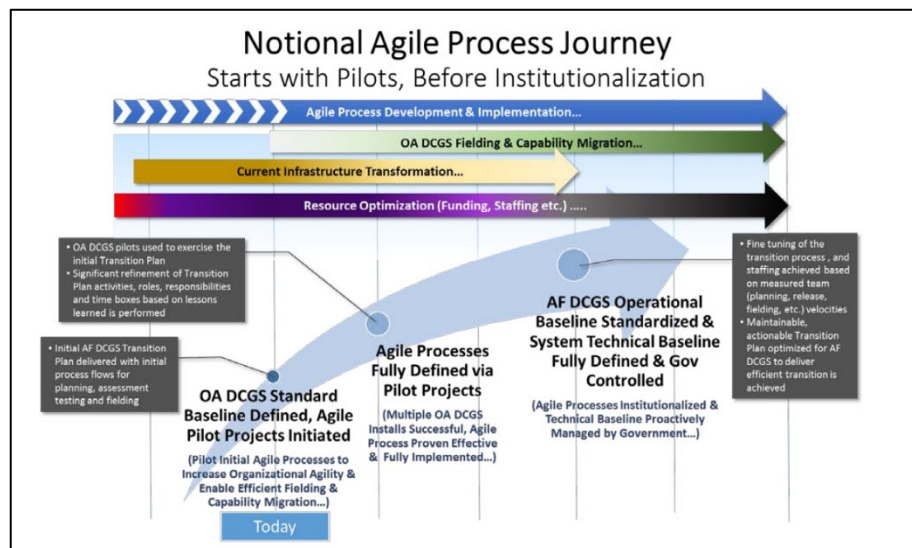 Notional Agile Process Journey
Starts with Pilots, Before Institutionalization
Agile Process Development & Implementation...
OA DCGS Fielding & Capability Migration...
Current Infrastructure Transformation...
Resource Optimization (Funding, Staffing etc.) .....
• OA DCGS pilots used to exercise the
initial Transition Plan
• Significant refinement of Transition
Plan activities, roles, responsibilities
and time boxes based on lessons
learned is performed
• Initial AF DCGS Transition
Plan delivered with initial
process flows for
planning, assessment
testing and fielding
OA DCGS Standard
Baseline Defined, Agile
Pilot Projects Initiated
(Pilot Initial Agile Processes to
Increase Organizational Agility &
Enable Efficient Fielding &
Capability Migration...)
Today
Agile Processes
Fully Defined via
Pilot Projects
(Multiple OA DCGS
Installs Successful, Agile
Process Proven Effective
& Fully Implemented...)
AF DCGS Operational
Baseline Standardized &
System Technical Baseline
Fully Defined & Gov
Controlled
(Agile Processes Institutionalized &
Technical Baseline Proactively
Managed by Government...)
• Fine tuning of the
transition process , and
staffing achieved based
on measured team
(planning, release,
fielding, etc.) velocities
• Maintainable,
actionable Transition
Plan optimized for AF
DCGS to deliver
efficient transition is
achieved